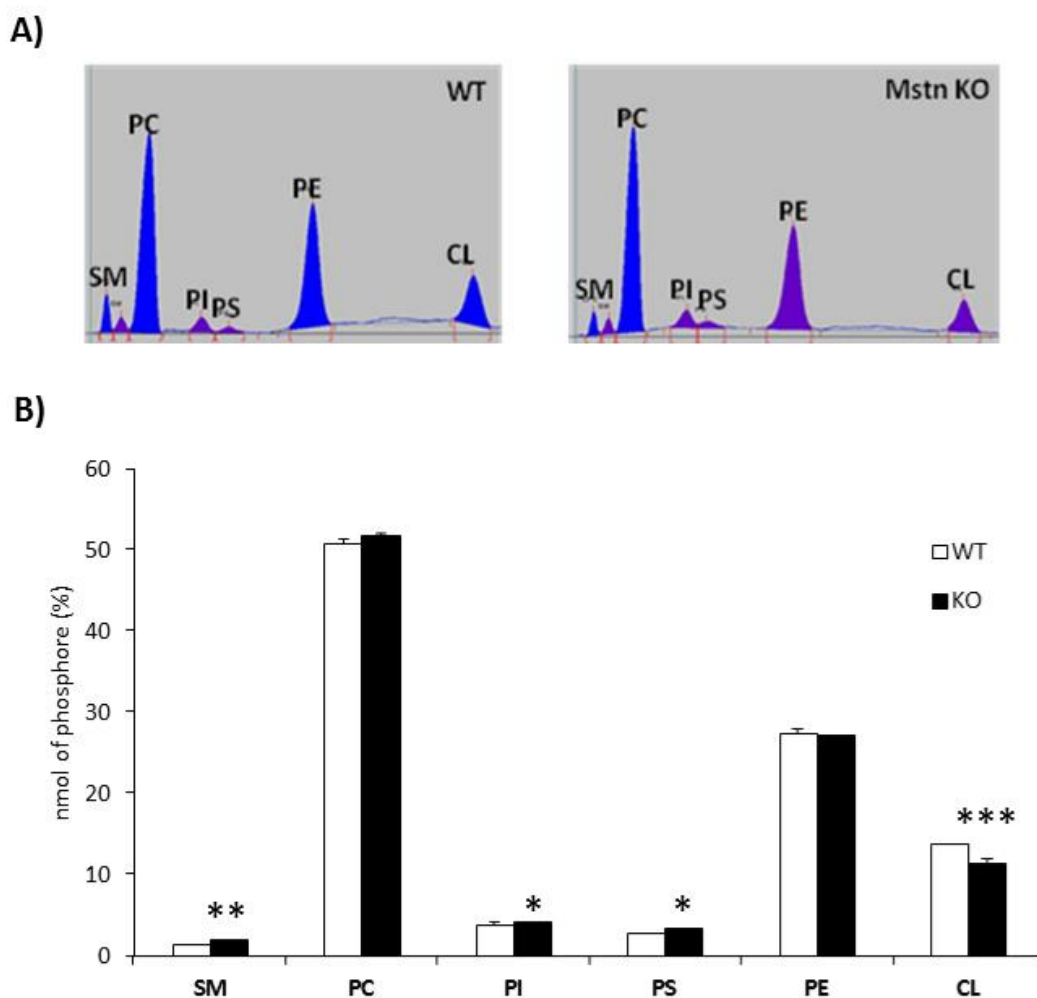 A)
WT
PC
PE
SM
PI
PS
CL
Mstn KO
PC
PE
SM
PI
PS
CL
B)
nmol of phosphore (%)
60
50
40
30
20
10
0
WT
KO
**
*
*
***
SM
PC
PI
PS
PE
CL